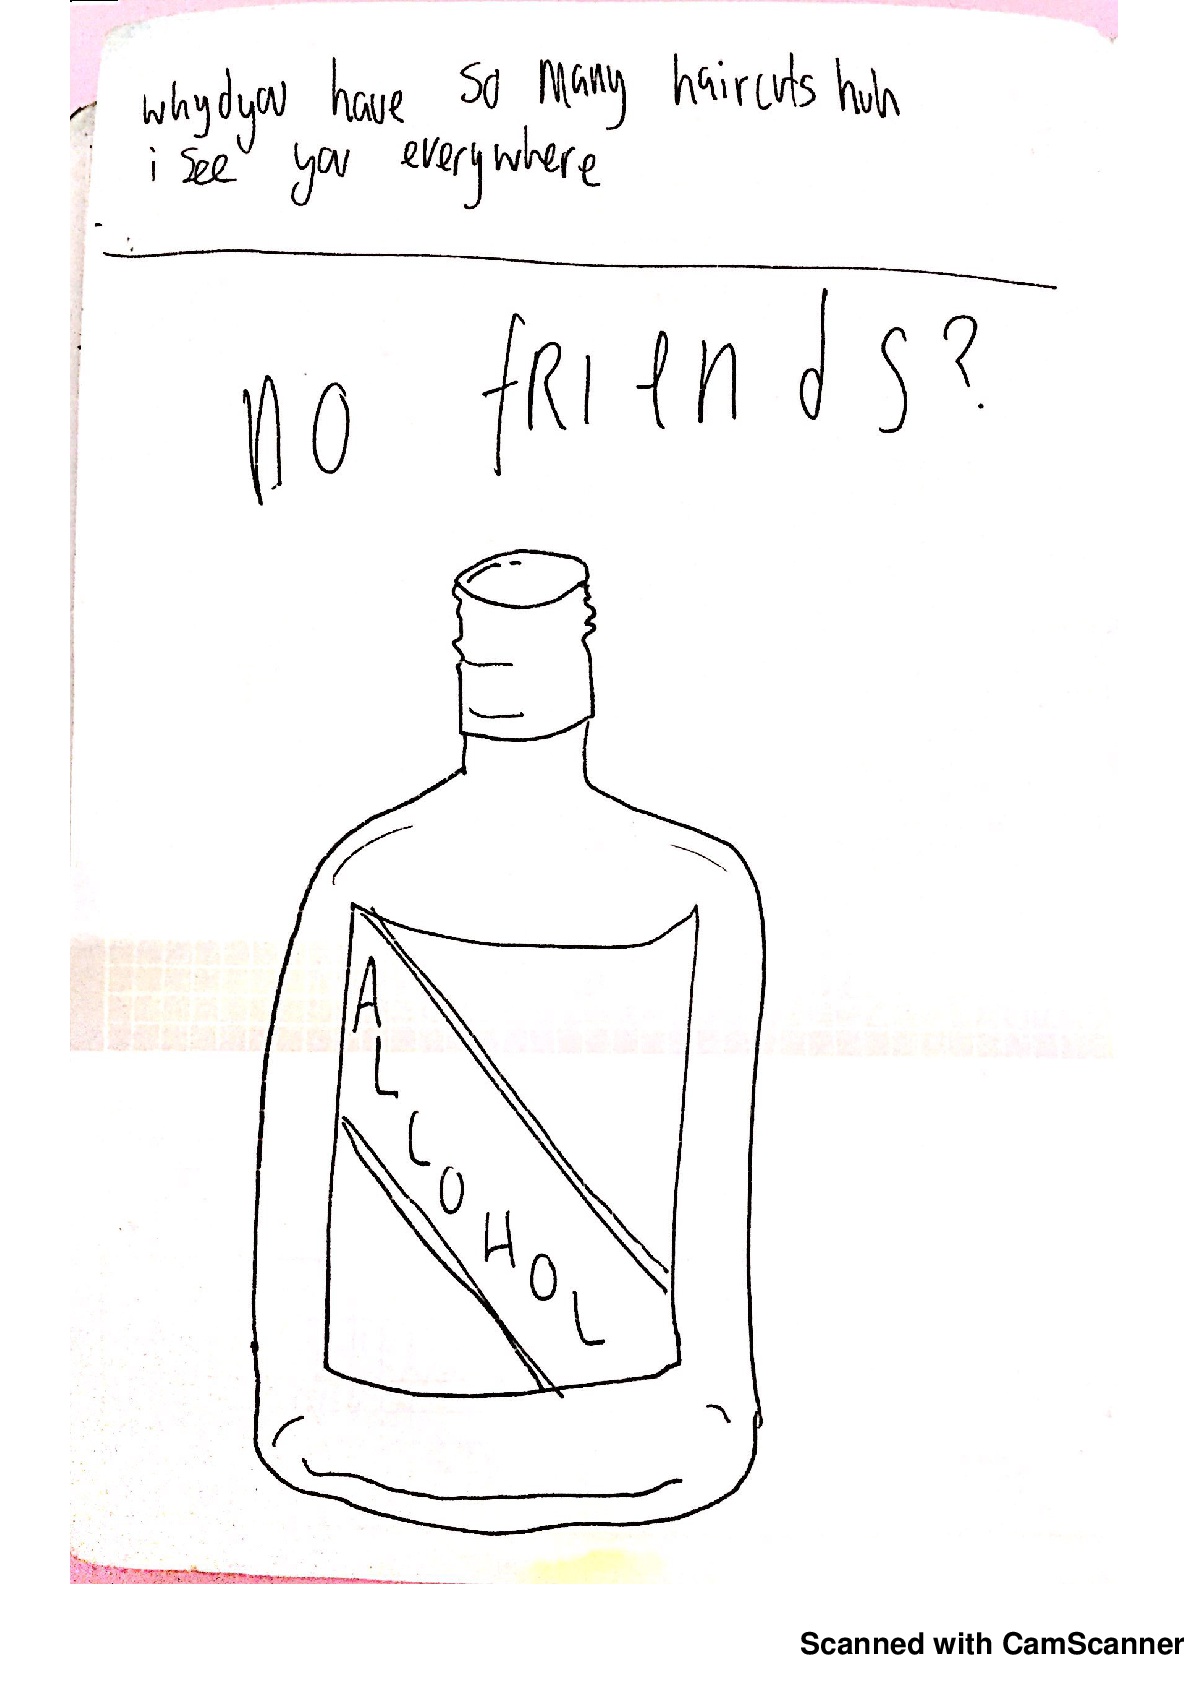 whydyou have so many haircuts huh
i see you everywhere
no fRIends?
ALCOHOL
Scanned with CamScanner